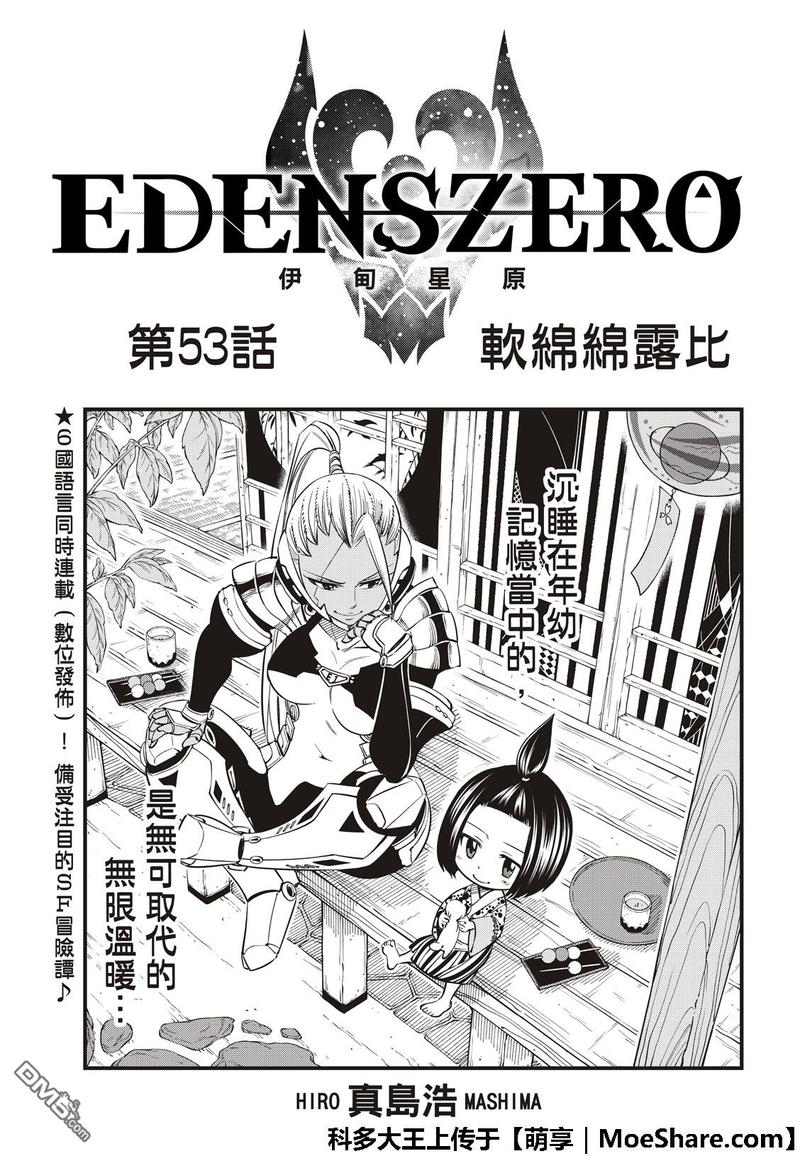 EDENSZERO
伊甸星原
第53話 軟綿綿露比
★6國語言同時連載(數位發佈)! 備受注目的SF冒險譚♪
沉睡在年幼
記憶當中的,
是無可取代的
無限溫暖…
HIRO 真島浩 MASHIMA
DM5.com
科多大王上传于【萌享|MoeShare.com】